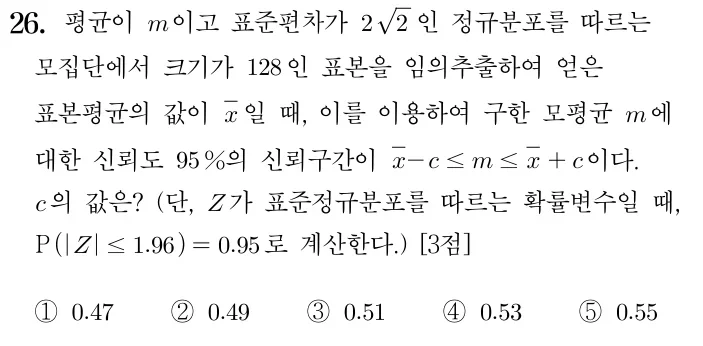 26. 평균이 m이고 표준편차가 2√2인 정규분포를 따르는
모집단에서 크기가 128인 표본을 임의추출하여 얻은
표본평균의 값이 x̄일 때, 이를 이용하여 구한 모평균 m에
대한 신뢰도 95%의 신뢰구간이 x̄-c ≤ m ≤ x̄+c이다.
c의 값은? (단, Z가 표준정규분포를 따르는 확률변수일 때,
P(|Z| ≤ 1.96) = 0.95로 계산한다.) [3점]
① 0.47 ② 0.49 ③ 0.51 ④ 0.53 ⑤ 0.55